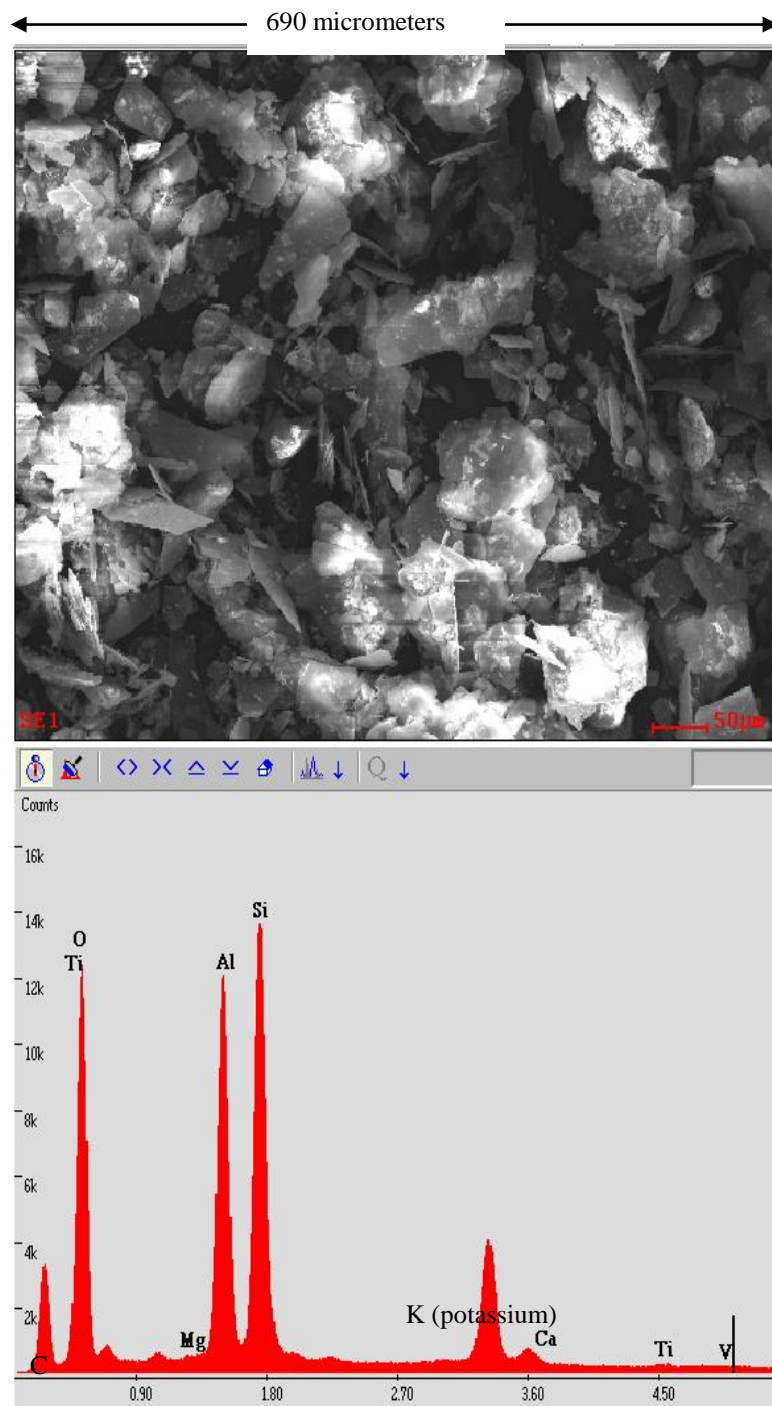 690 micrometers
SE1
50µm
Q
Counts
16k
14k
Si
O
Ti
Al
12k
10k
8k
6k
4k
K (potassium)
2k
Mg
Ca
Ti
V
C
0.90 1.80 2.70 3.60 4.50